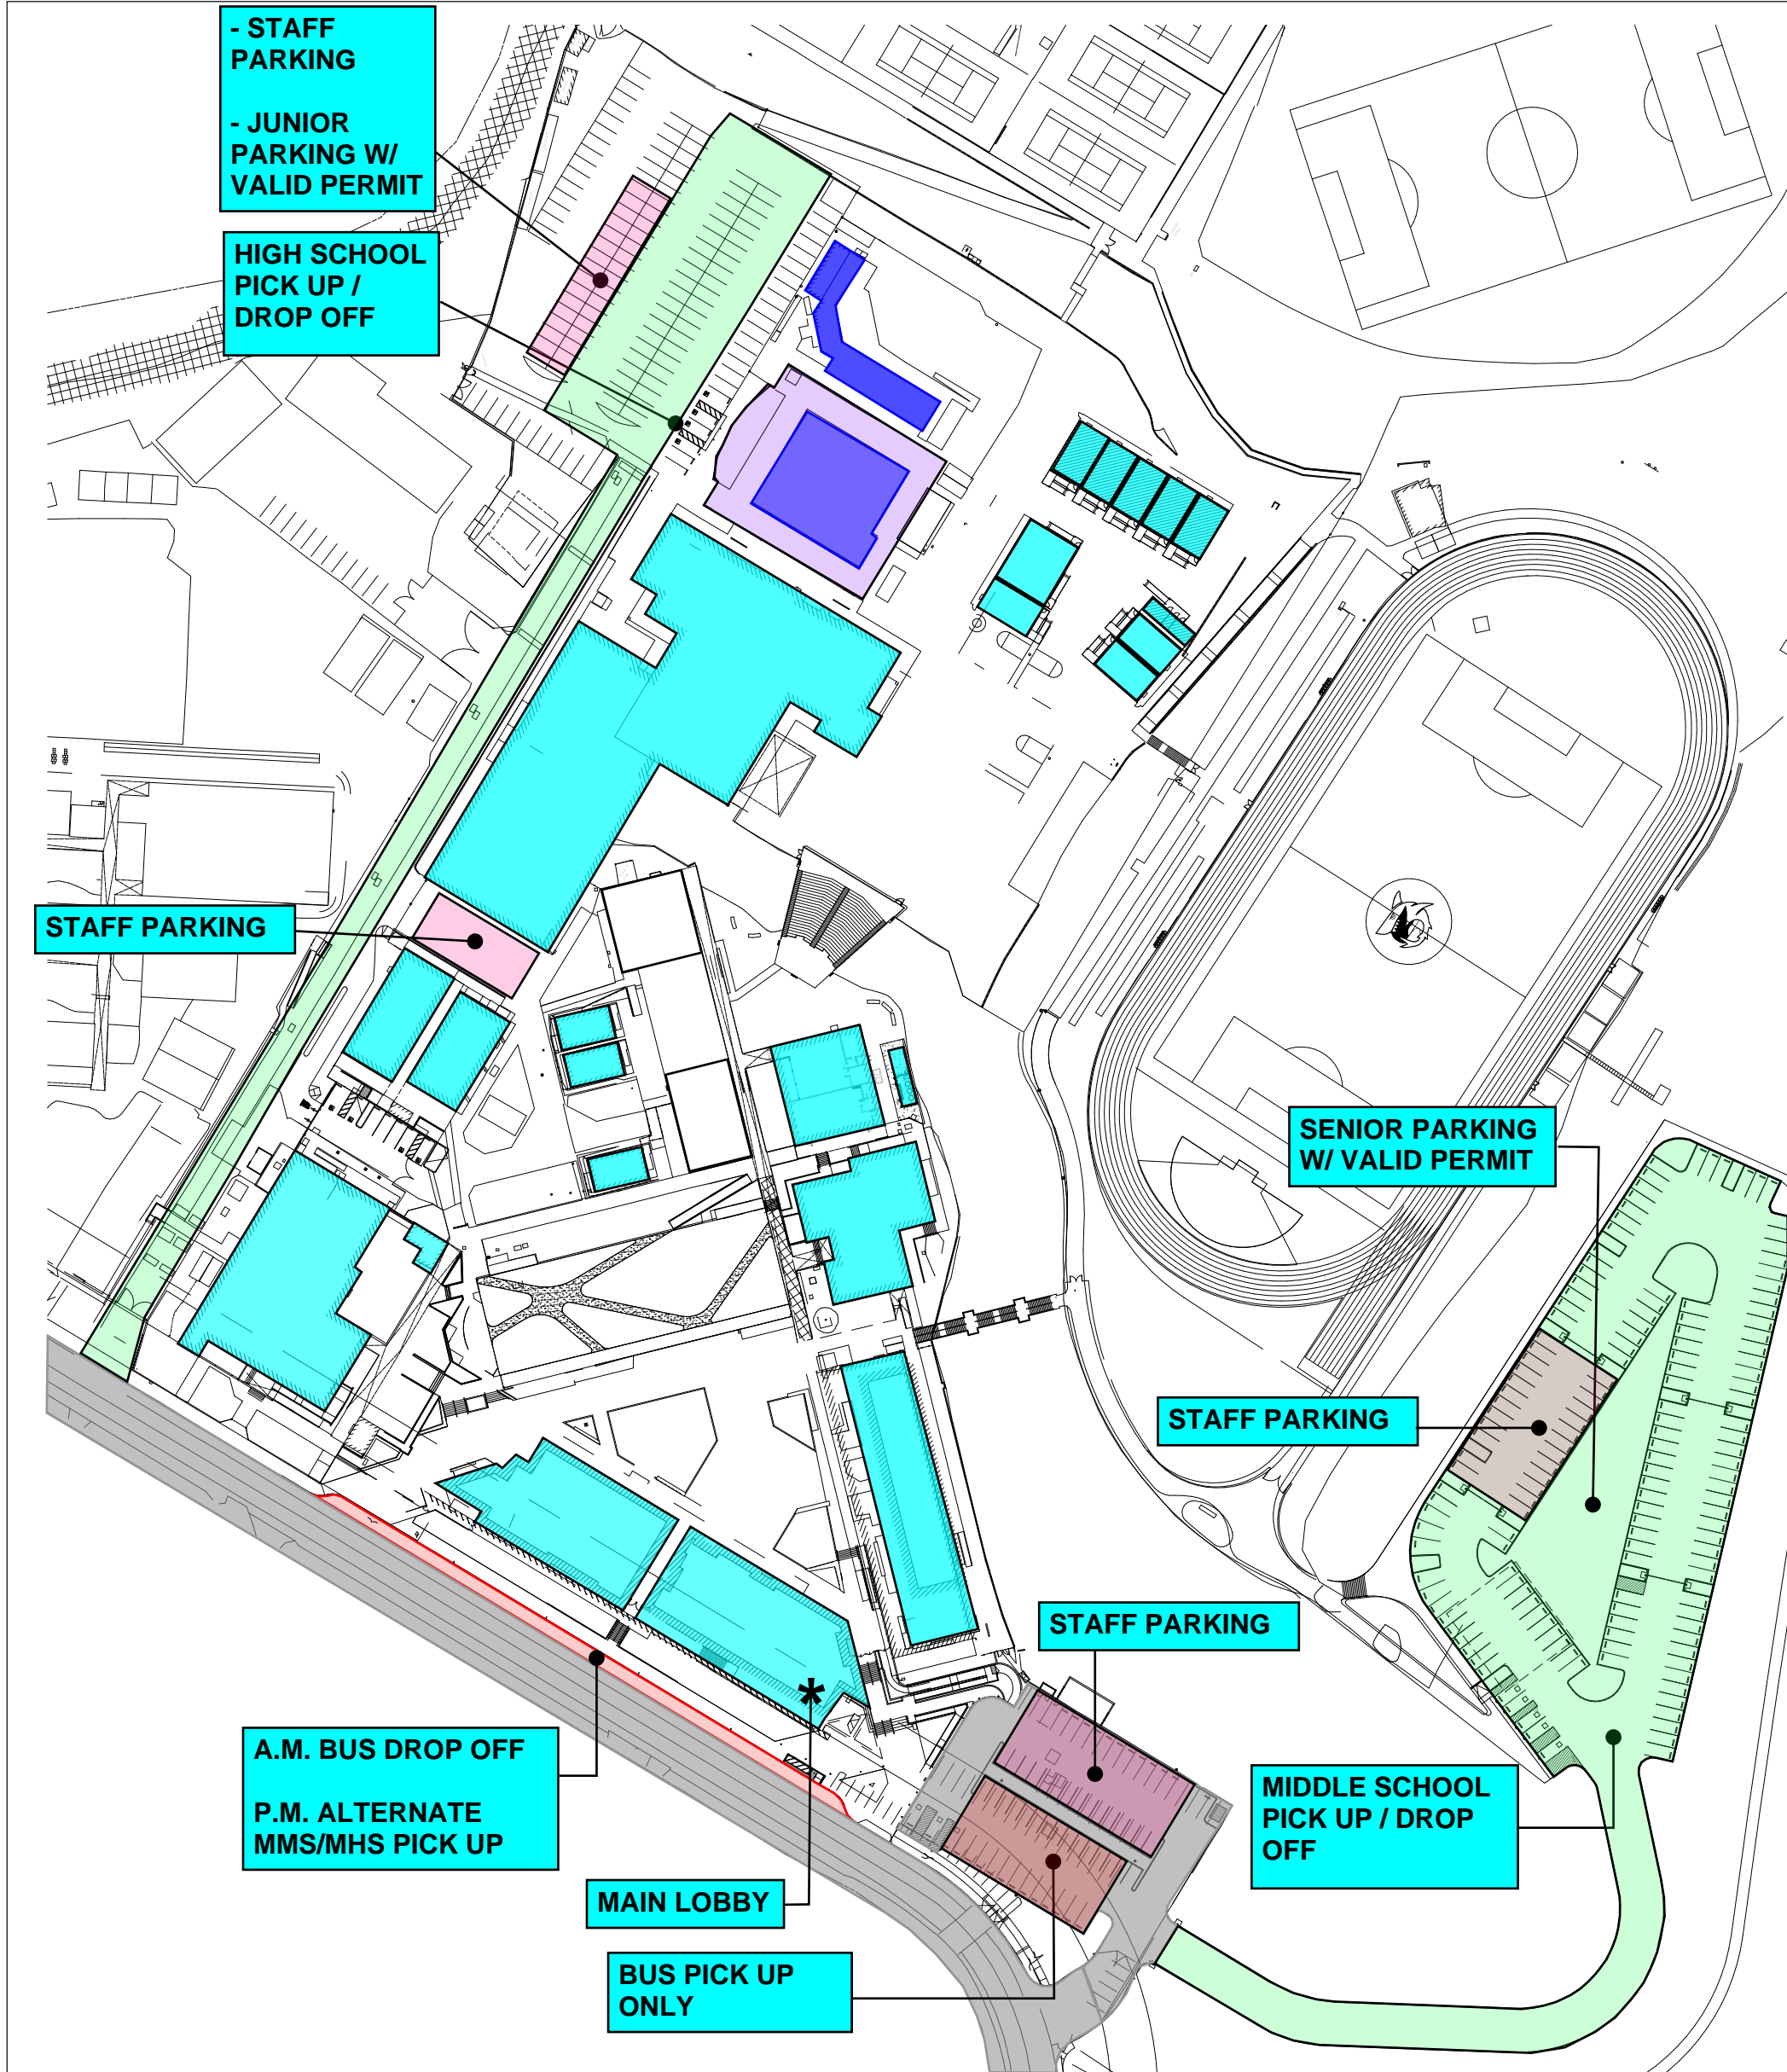 - STAFF
PARKING
- JUNIOR
PARKING W/
VALID PERMIT
HIGH SCHOOL
PICK UP /
DROP OFF
STAFF PARKING
SENIOR PARKING
W/ VALID PERMIT
STAFF PARKING
STAFF PARKING
A.M. BUS DROP OFF
P.M. ALTERNATE
MMS/MHS PICK UP
MIDDLE SCHOOL
PICK UP / DROP
OFF
*
MAIN LOBBY
BUS PICK UP
ONLY